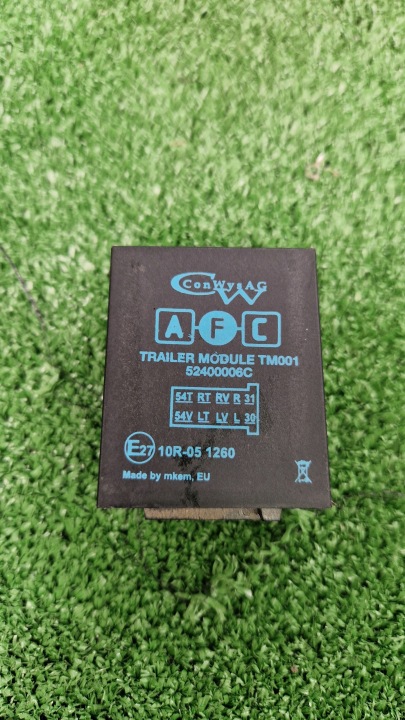 ConWysAG
CW
A F C
TRAILER MODULE TM001
52400006C
54T RT RV R 31
54V LT LV L 30
E27 10R-05 1260
Made by mkem, EU